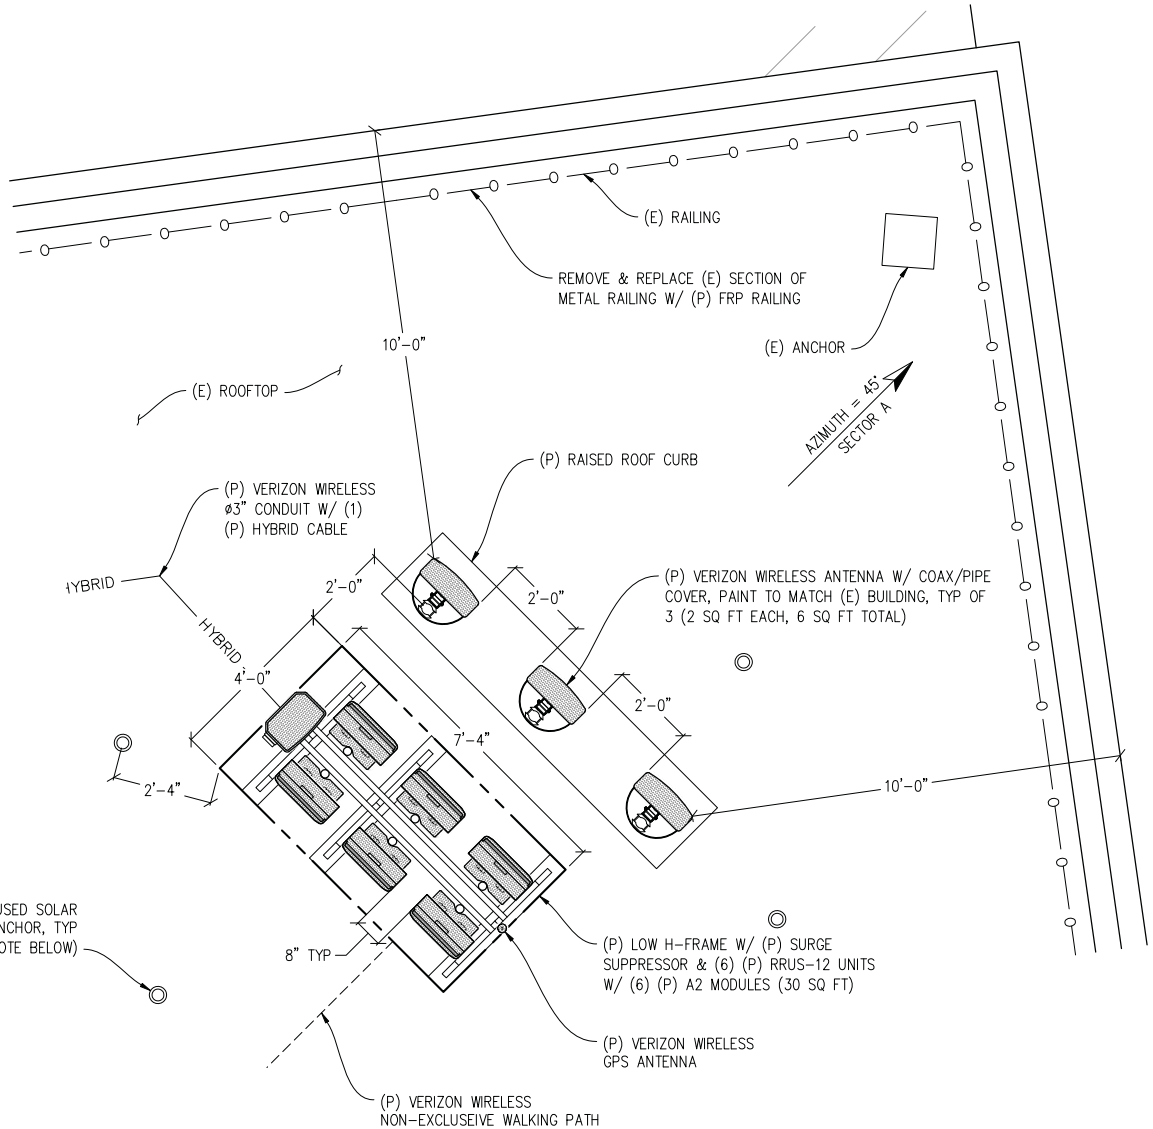 (E) RAILING
REMOVE & REPLACE (E) SECTION OF
METAL RAILING W/ (P) FRP RAILING
10'-0"
(E) ANCHOR
(E) ROOFTOP
AZIMUTH = 45°
SECTOR A
(P) RAISED ROOF CURB
(P) VERIZON WIRELESS
ø3" CONDUIT W/ (1)
(P) HYBRID CABLE
HYBRID
HYBRID
2'-0"
2'-0"
(P) VERIZON WIRELESS ANTENNA W/ COAX/PIPE
COVER, PAINT TO MATCH (E) BUILDING, TYP OF
3 (2 SQ FT EACH, 6 SQ FT TOTAL)
4'-0"
2'-0"
7'-4"
2'-4"
10'-0"
USED SOLAR
NCHOR, TYP
OTE BELOW)
8" TYP
(P) LOW H-FRAME W/ (P) SURGE
SUPPRESSOR & (6) (P) RRUS-12 UNITS
W/ (6) (P) A2 MODULES (30 SQ FT)
(P) VERIZON WIRELESS
GPS ANTENNA
(P) VERIZON WIRELESS
NON-EXCLUSEIVE WALKING PATH